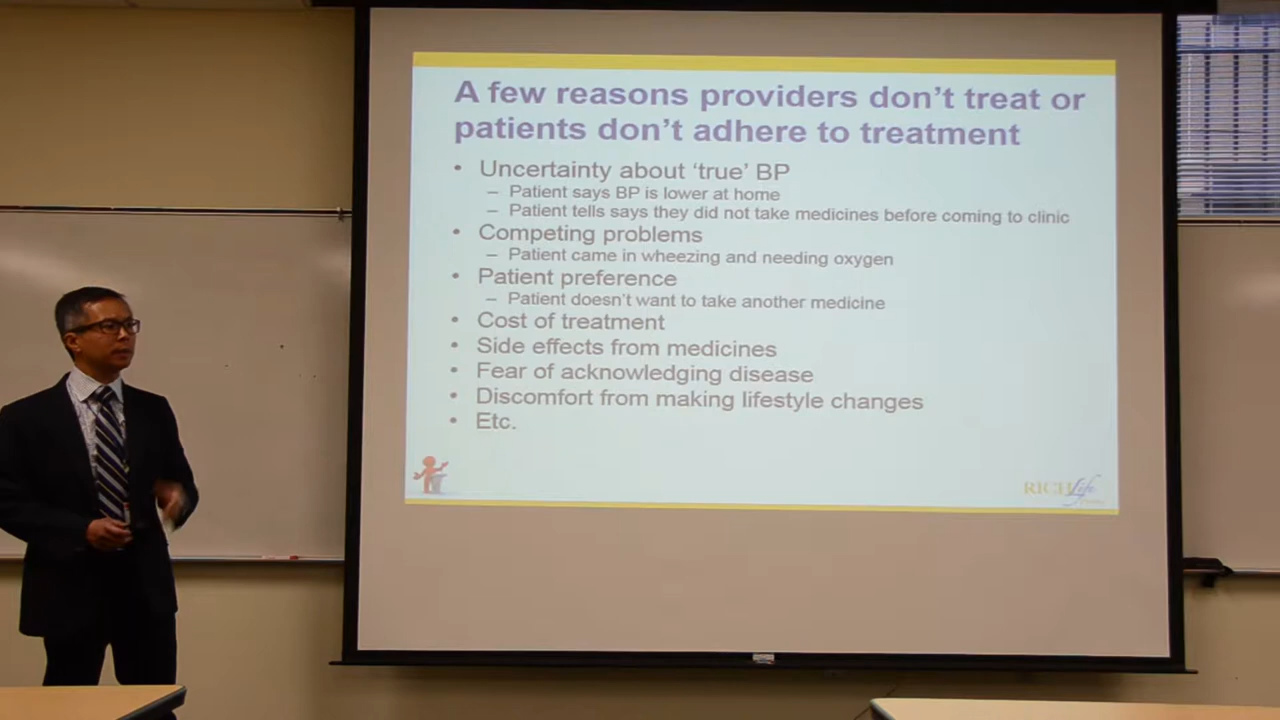 A few reasons providers don't treat or
patients don't adhere to treatment
• Uncertainty about 'true' BP
– Patient says BP is lower at home
– Patient tells says they did not take medicines before coming to clinic
• Competing problems
– Patient came in wheezing and needing oxygen
• Patient preference
– Patient doesn't want to take another medicine
• Cost of treatment
• Side effects from medicines
• Fear of acknowledging disease
• Discomfort from making lifestyle changes
• Etc.
RICH Life